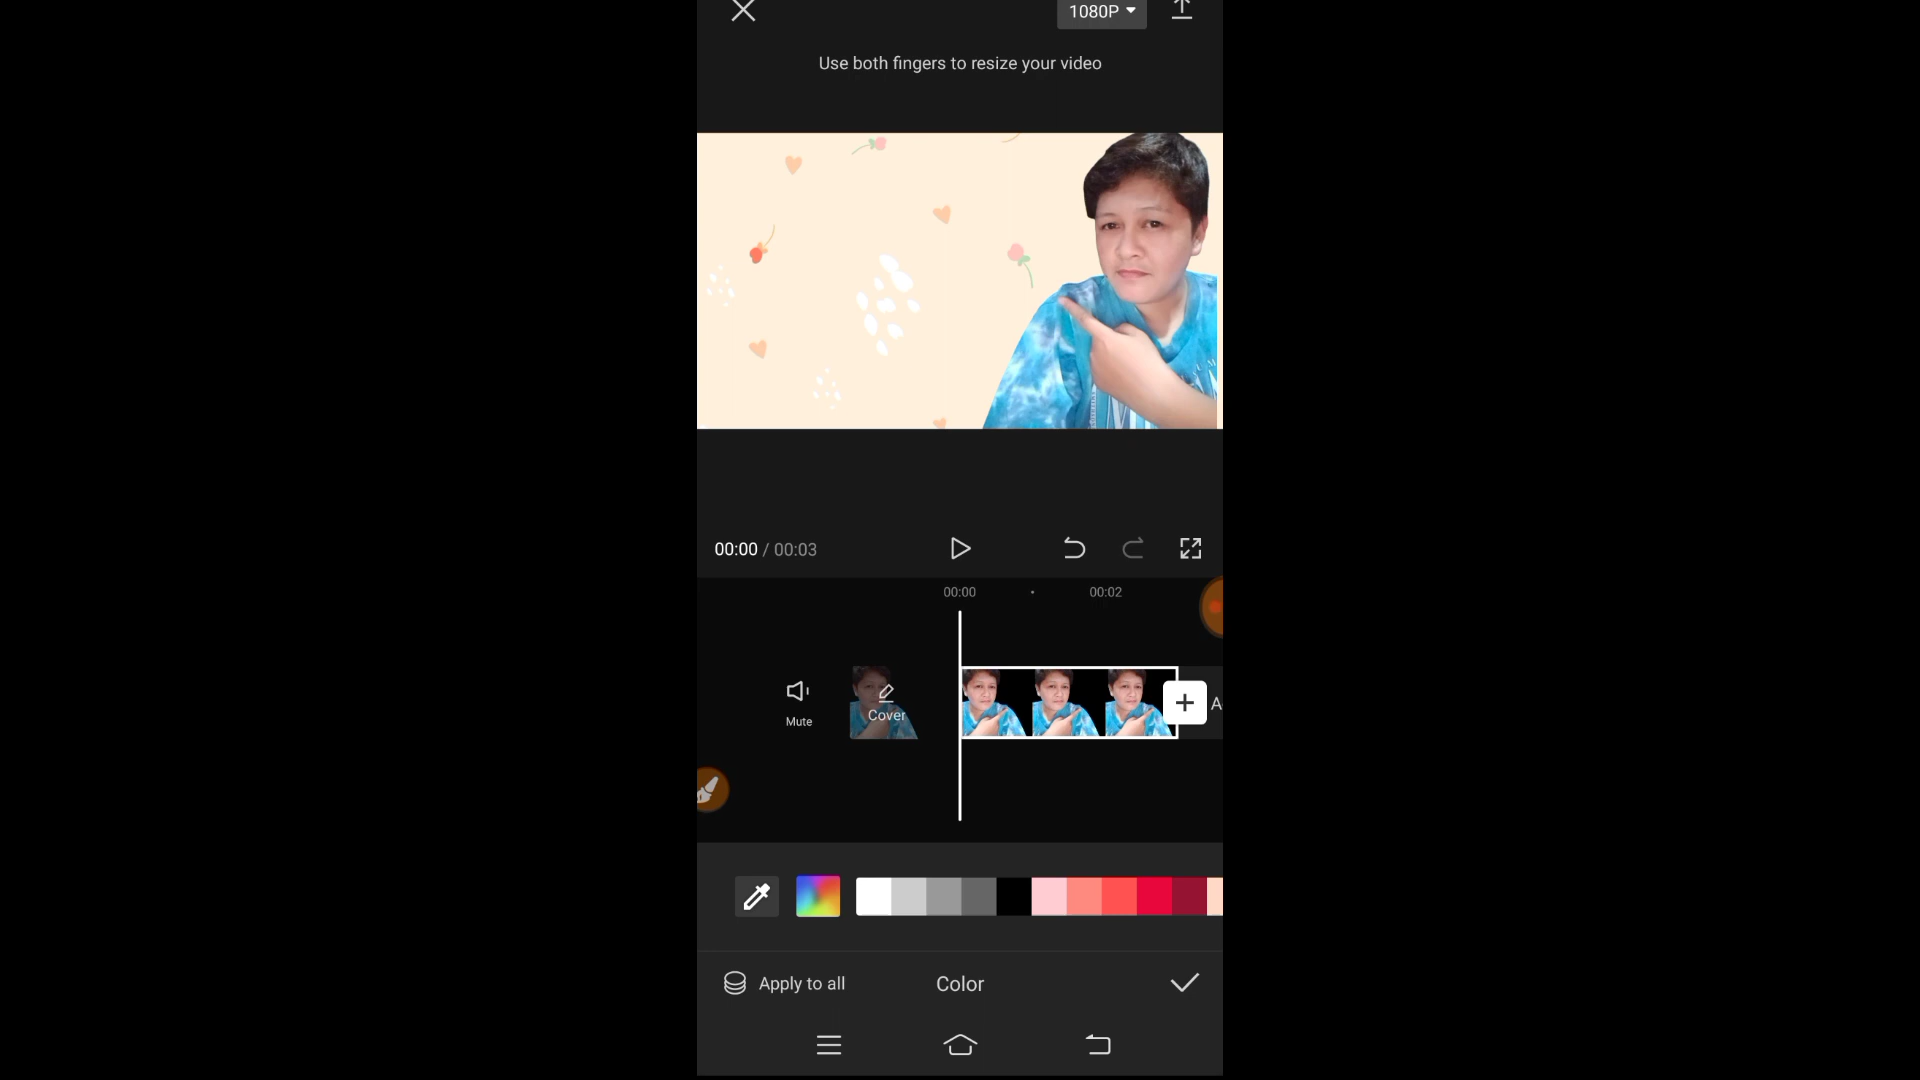 1080P
Use both fingers to resize your video
00:00 / 00:03
00:00
00:02
Mute
Cover
A
Apply to all
Color